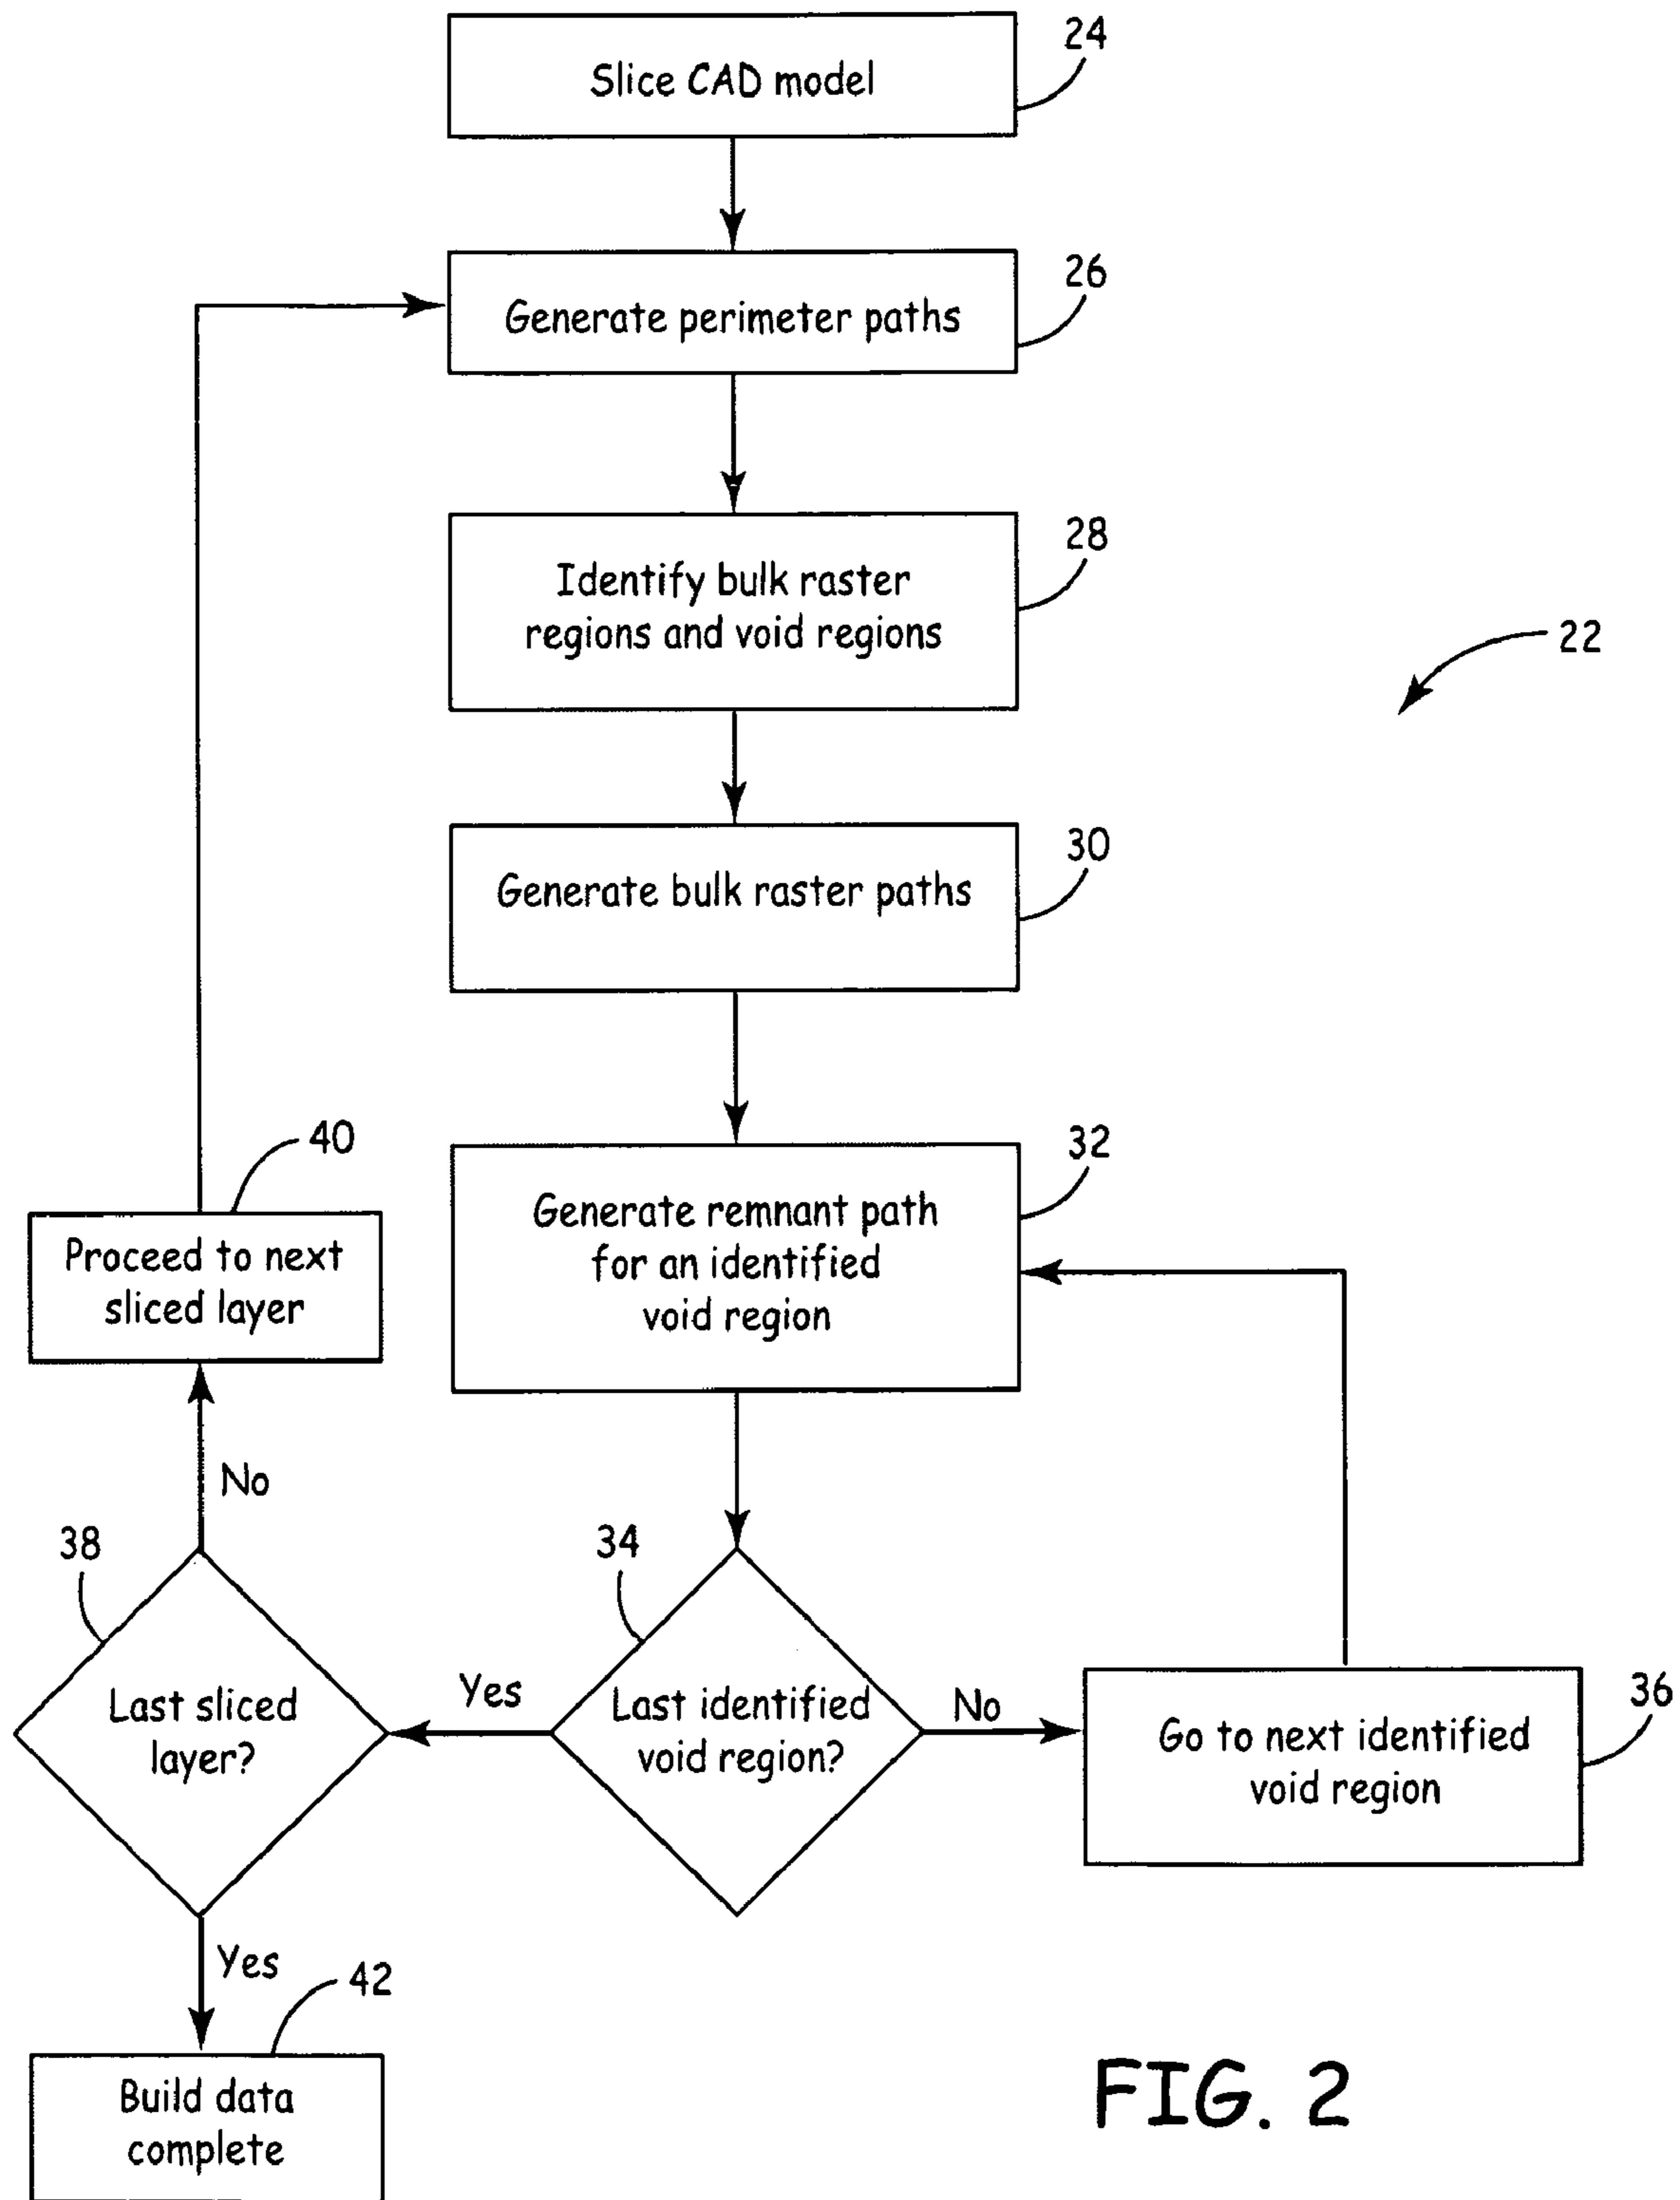 Slice CAD model
24
Generate perimeter paths
26
Identify bulk raster
regions and void regions
28
22
Generate bulk raster paths
30
Generate remnant path
for an identified
void region
32
40
Proceed to next
sliced layer
No
38
Last sliced
layer?
Yes
34
Last identified
void region?
No
36
Go to next identified
void region
Yes
42
Build data
complete
FIG. 2